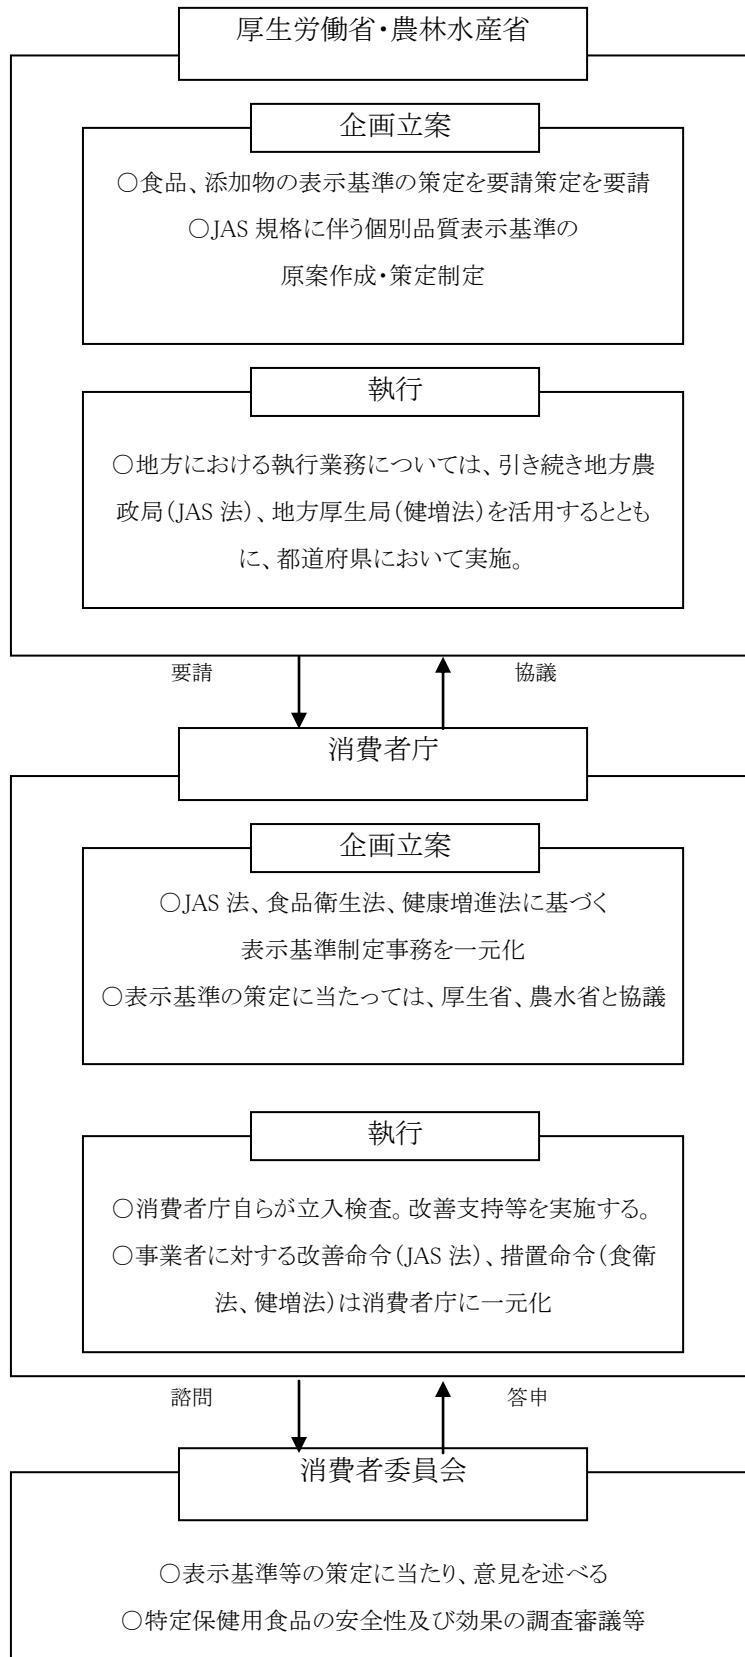 厚生労働省・農林水産省
企画立案
○食品、添加物の表示基準の策定を要請策定を要請
○JAS 規格に伴う個別品質表示基準の
原案作成・策定制定
執行
○地方における執行業務については、引き続き地方農
政局(JAS 法)、地方厚生局(健増法)を活用するととも
に、都道府県において実施。
要請
協議
消費者庁
企画立案
○JAS 法、食品衛生法、健康増進法に基づく
表示基準制定事務を一元化
○表示基準の策定に当たっては、厚生省、農水省と協議
執行
○消費者庁自らが立入検査。改善支持等を実施する。
○事業者に対する改善命令(JAS 法)、措置命令(食衛
法、健増法)は消費者庁に一元化
諮問
答申
消費者委員会
○表示基準等の策定に当たり、意見を述べる
○特定保健用食品の安全性及び効果の調査審議等